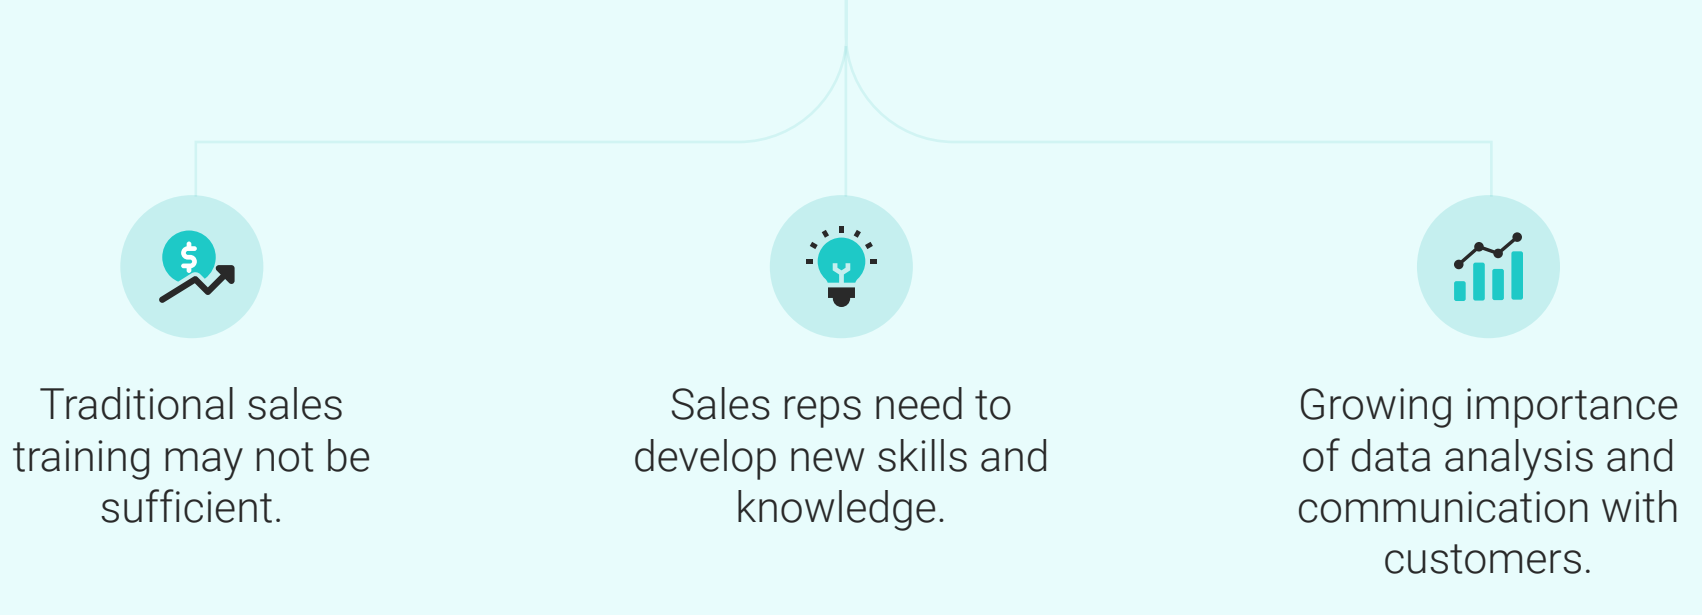 Traditional sales
training may not be
sufficient.
Sales reps need to
develop new skills and
knowledge.
Growing importance
of data analysis and
communication with
customers.